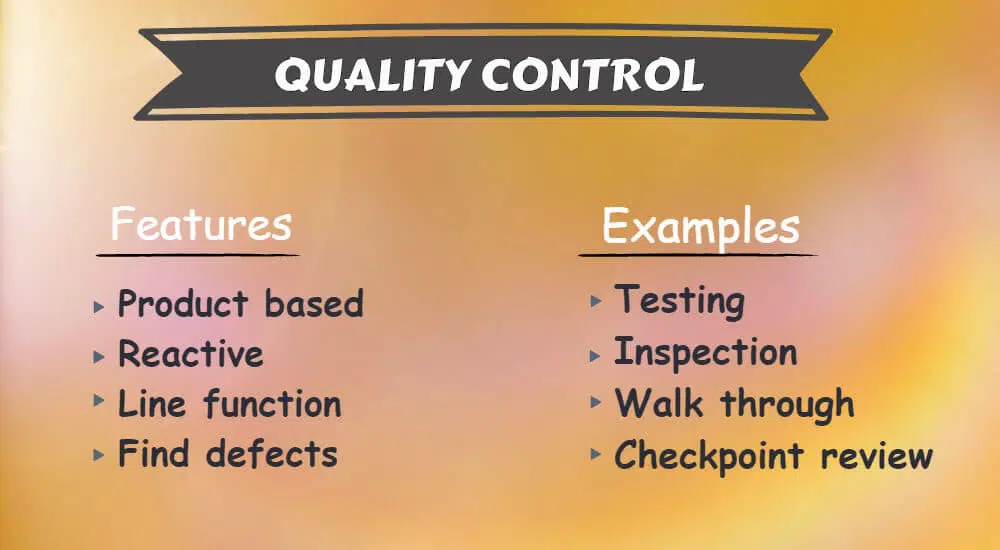 QUALITY CONTROL
Features
Product based
Reactive
Line function
Find defects
Examples
Testing
Inspection
Walk through
Checkpoint review